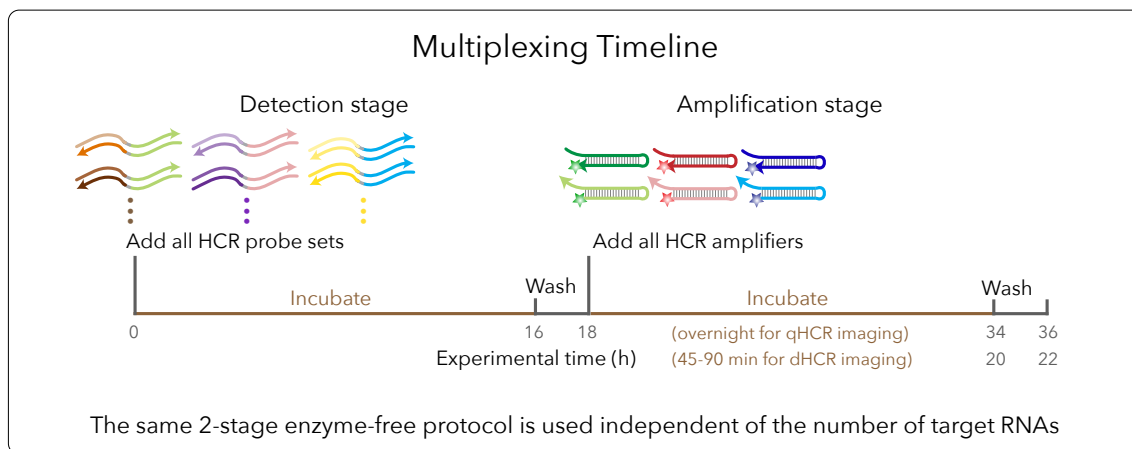 Multiplexing Timeline
Detection stage
Amplification stage
Add all HCR probe sets
Add all HCR amplifiers
Incubate
Wash
Incubate
Wash
0
16
18
(overnight for qHCR imaging)
34
36
Experimental time (h)
(45-90 min for dHCR imaging)
20
22
The same 2-stage enzyme-free protocol is used independent of the number of target RNAs